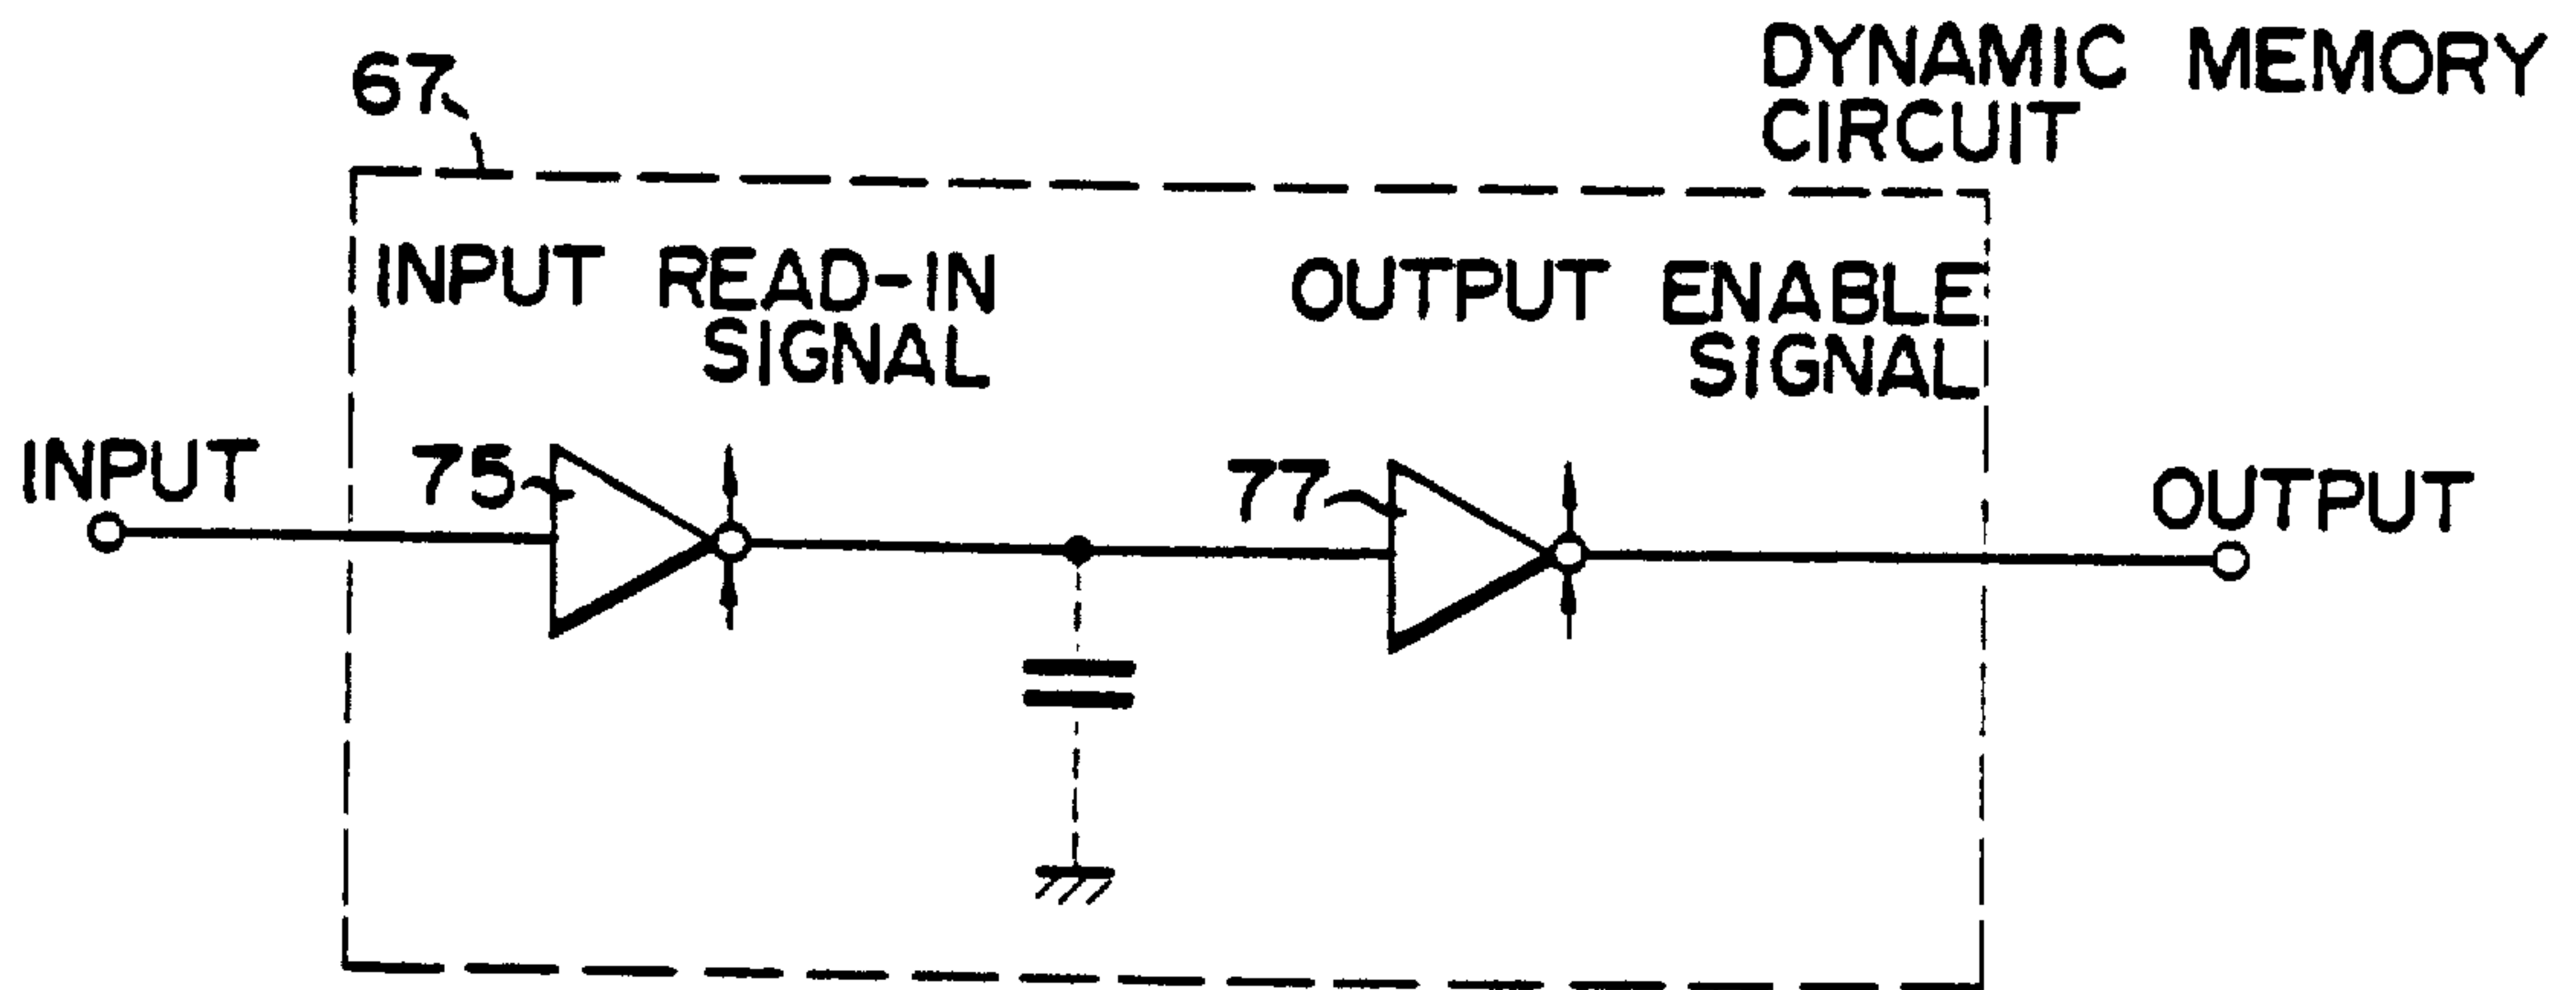 67
DYNAMIC MEMORY
CIRCUIT
INPUT READ-IN
SIGNAL
OUTPUT ENABLE
SIGNAL
INPUT
75
77
OUTPUT